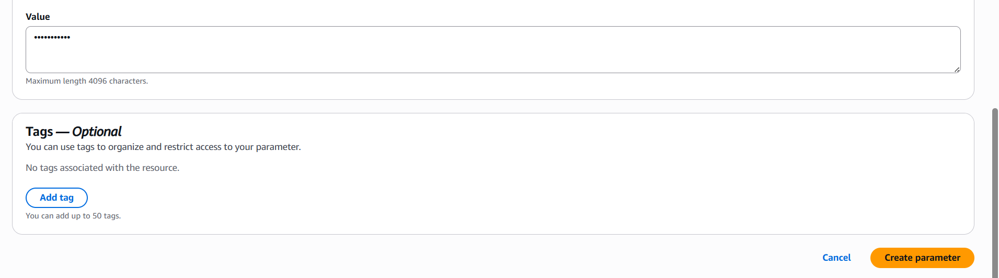 Value
•••••••••••
Maximum length 4096 characters.
Tags — Optional
You can use tags to organize and restrict access to your parameter.
No tags associated with the resource.
Add tag
You can add up to 50 tags.
Cancel
Create parameter